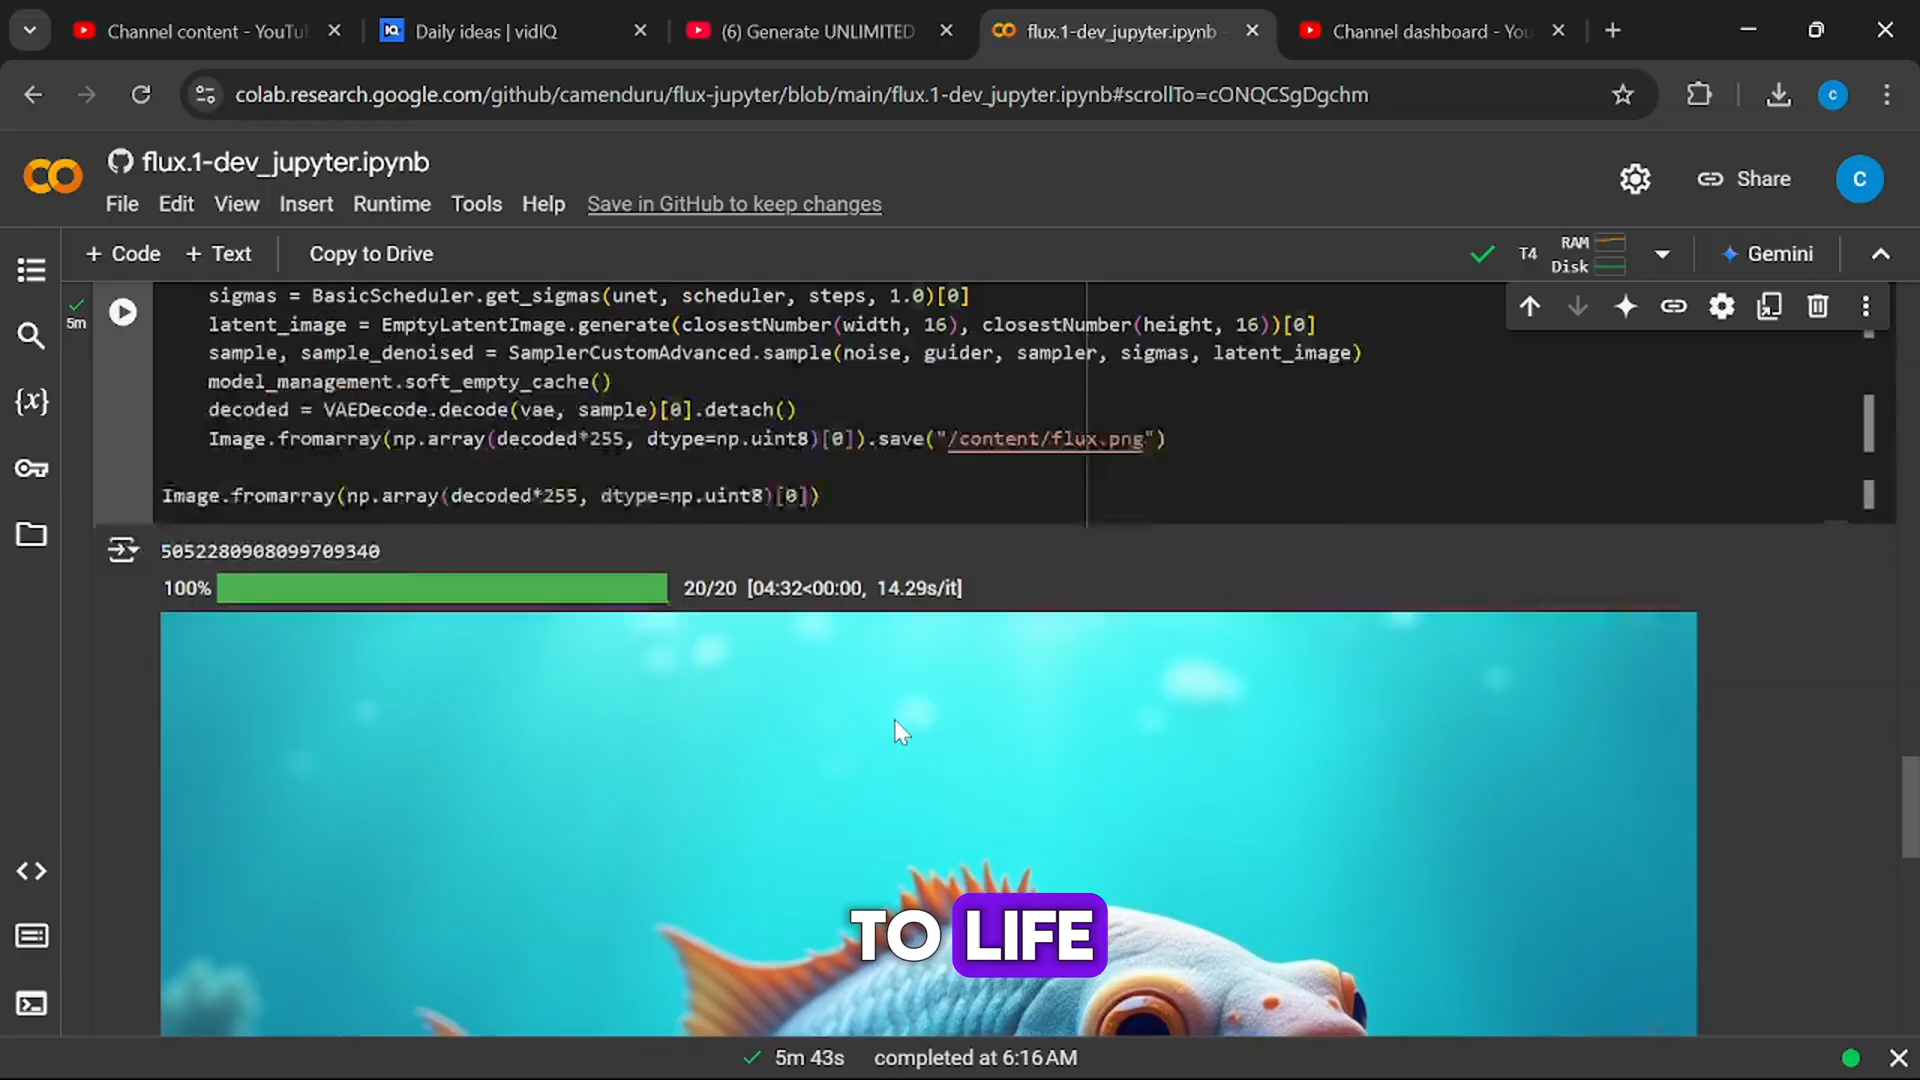 Channel content - YouTu
Daily ideas | vidIQ
(6) Generate UNLIMITED
flux.1-dev_jupyter.ipynb
Channel dashboard - You
colab.research.google.com/github/camenduru/flux-jupyter/blob/main/flux.1-dev_jupyter.ipynb#scrollTo=cONQCSgDgchm
C
flux.1-dev_jupyter.ipynb
Share
C
File Edit View Insert Runtime Tools Help Save in GitHub to keep changes
+ Code + Text Copy to Drive
T4
RAM
Disk
Gemini
5m
sigmas = BasicScheduler.get_sigmas(unet, scheduler, steps, 1.0)[0]
latent_image = EmptyLatentImage.generate(closestNumber(width, 16), closestNumber(height, 16))[0]
sample, sample_denoised = SamplerCustomAdvanced.sample(noise, guider, sampler, sigmas, latent_image)
model_management.soft_empty_cache()
decoded = VAEDecode.decode(vae, sample)[0].detach()
Image.fromarray(np.array(decoded*255, dtype=np.uint8)[0]).save("/content/flux.png")
Image.fromarray(np.array(decoded*255, dtype=np.uint8)[0])
5052280908099709340
100% 20/20 [04:32<00:00, 14.29s/it]
TO LIFE
5m 43s completed at 6:16 AM